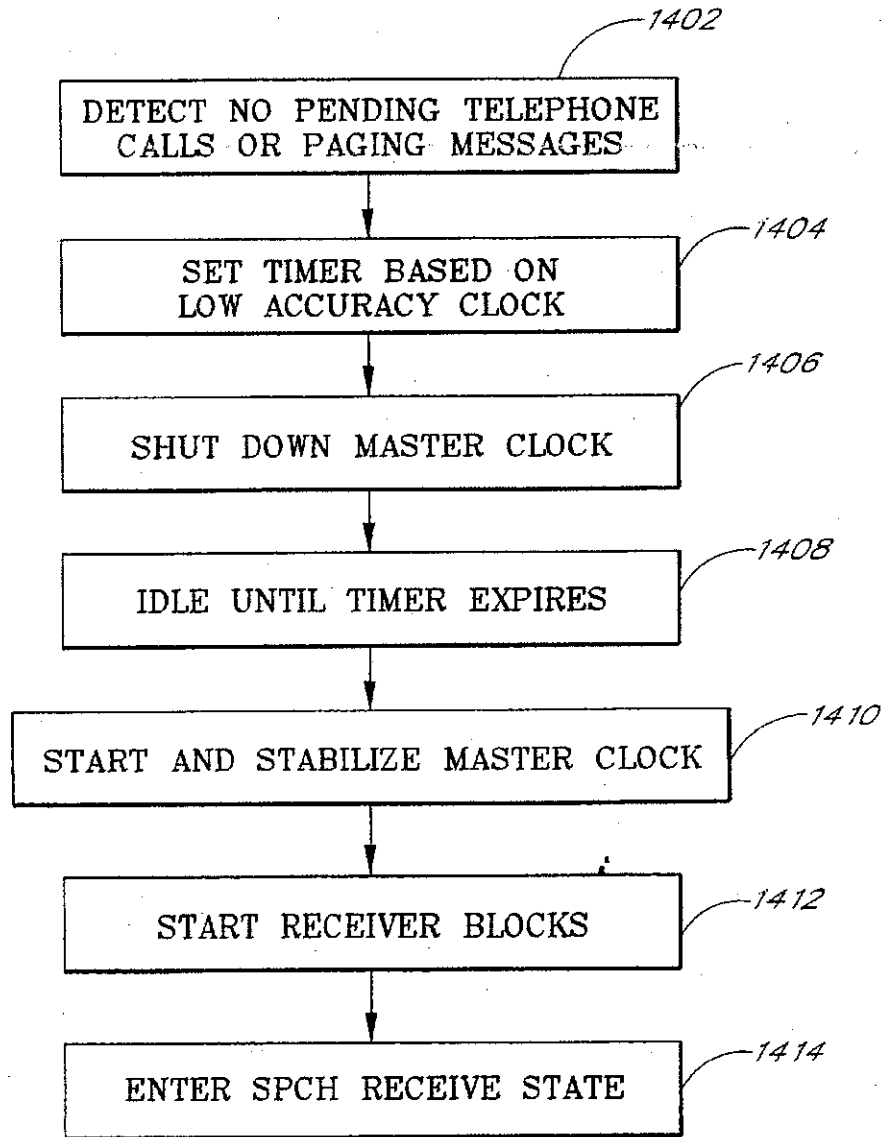 1402
DETECT NO PENDING TELEPHONE
CALLS OR PAGING MESSAGES
1404
SET TIMER BASED ON
LOW ACCURACY CLOCK
1406
SHUT DOWN MASTER CLOCK
1408
IDLE UNTIL TIMER EXPIRES
1410
START AND STABILIZE MASTER CLOCK
1412
START RECEIVER BLOCKS
1414
ENTER SPCH RECEIVE STATE